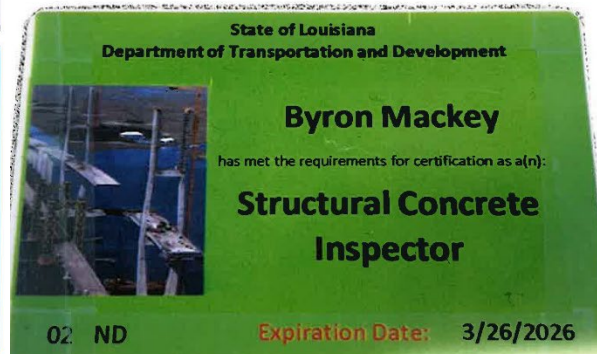 State of Louisiana
Department of Transportation and Development
Byron Mackey
has met the requirements for certification as a(n):
Structural Concrete
Inspector
02 ND Expiration Date: 3/26/2026